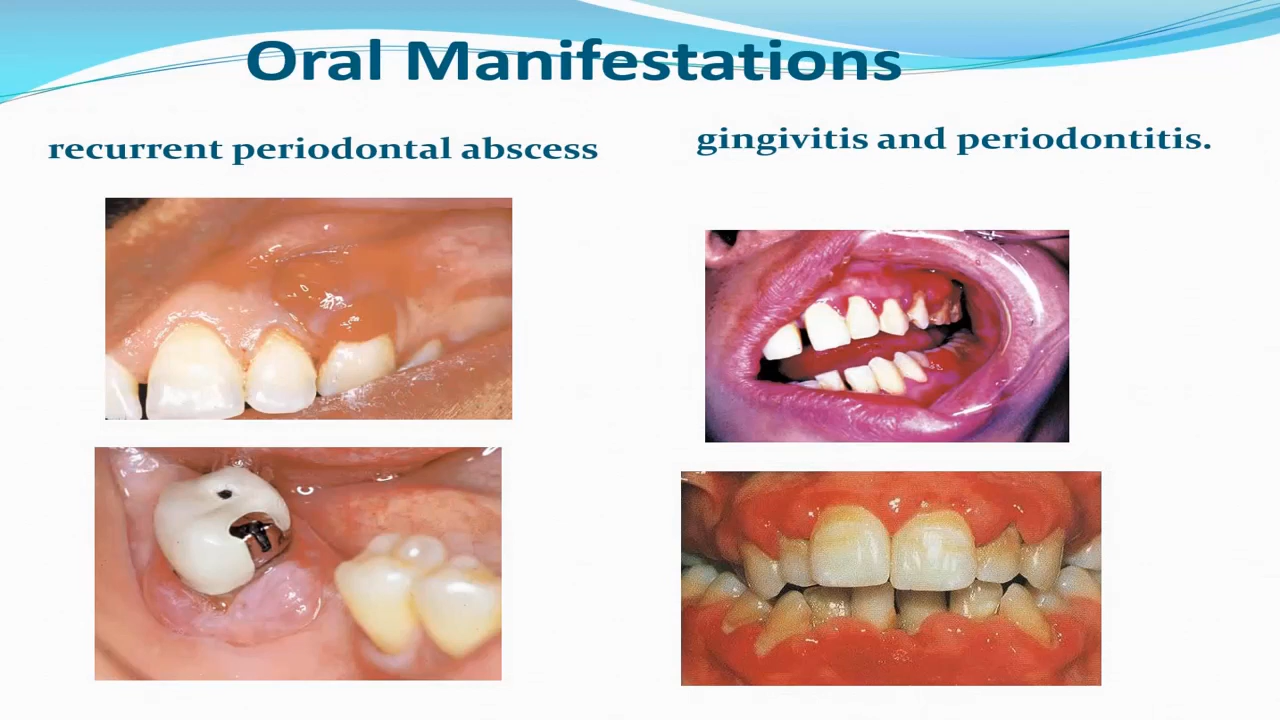 Oral Manifestations
recurrent periodontal abscess
gingivitis and periodontitis.